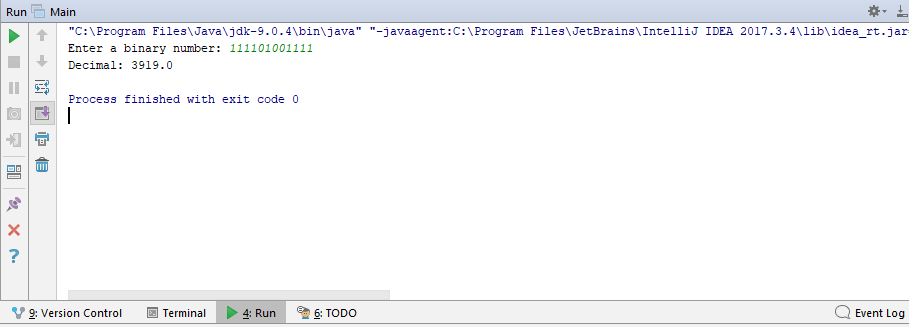 Run Main
"C:\Program Files\Java\jdk-9.0.4\bin\java" "-javaagent:C:\Program Files\JetBrains\IntelliJ IDEA 2017.3.4\lib\idea_rt.jar
Enter a binary number: 111101001111
Decimal: 3919.0
Process finished with exit code 0
9: Version Control Terminal 4: Run 6: TODO Event Log